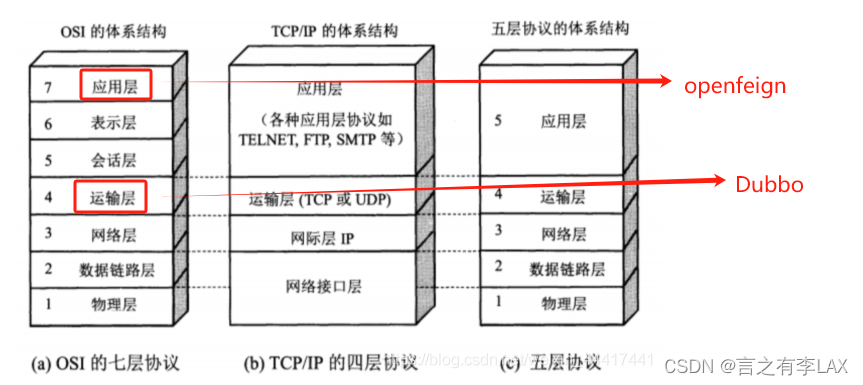 OSI 的体系结构
TCP/IP 的体系结构
五层协议的体系结构
7 应用层
6 表示层
5 会话层
4 运输层
3 网络层
2 数据链路层
1 物理层
应用层
（各种应用层协议如
TELNET, FTP, SMTP 等）
运输层 (TCP 或 UDP)
网际层 IP
网络接口层
5 应用层
4 运输层
3 网络层
2 数据链路层
1 物理层
openfeign
Dubbo
(a) OSI 的七层协议
(b) TCP/IP 的四层协议
(c) 五层协议
CSDN @言之有李LAX